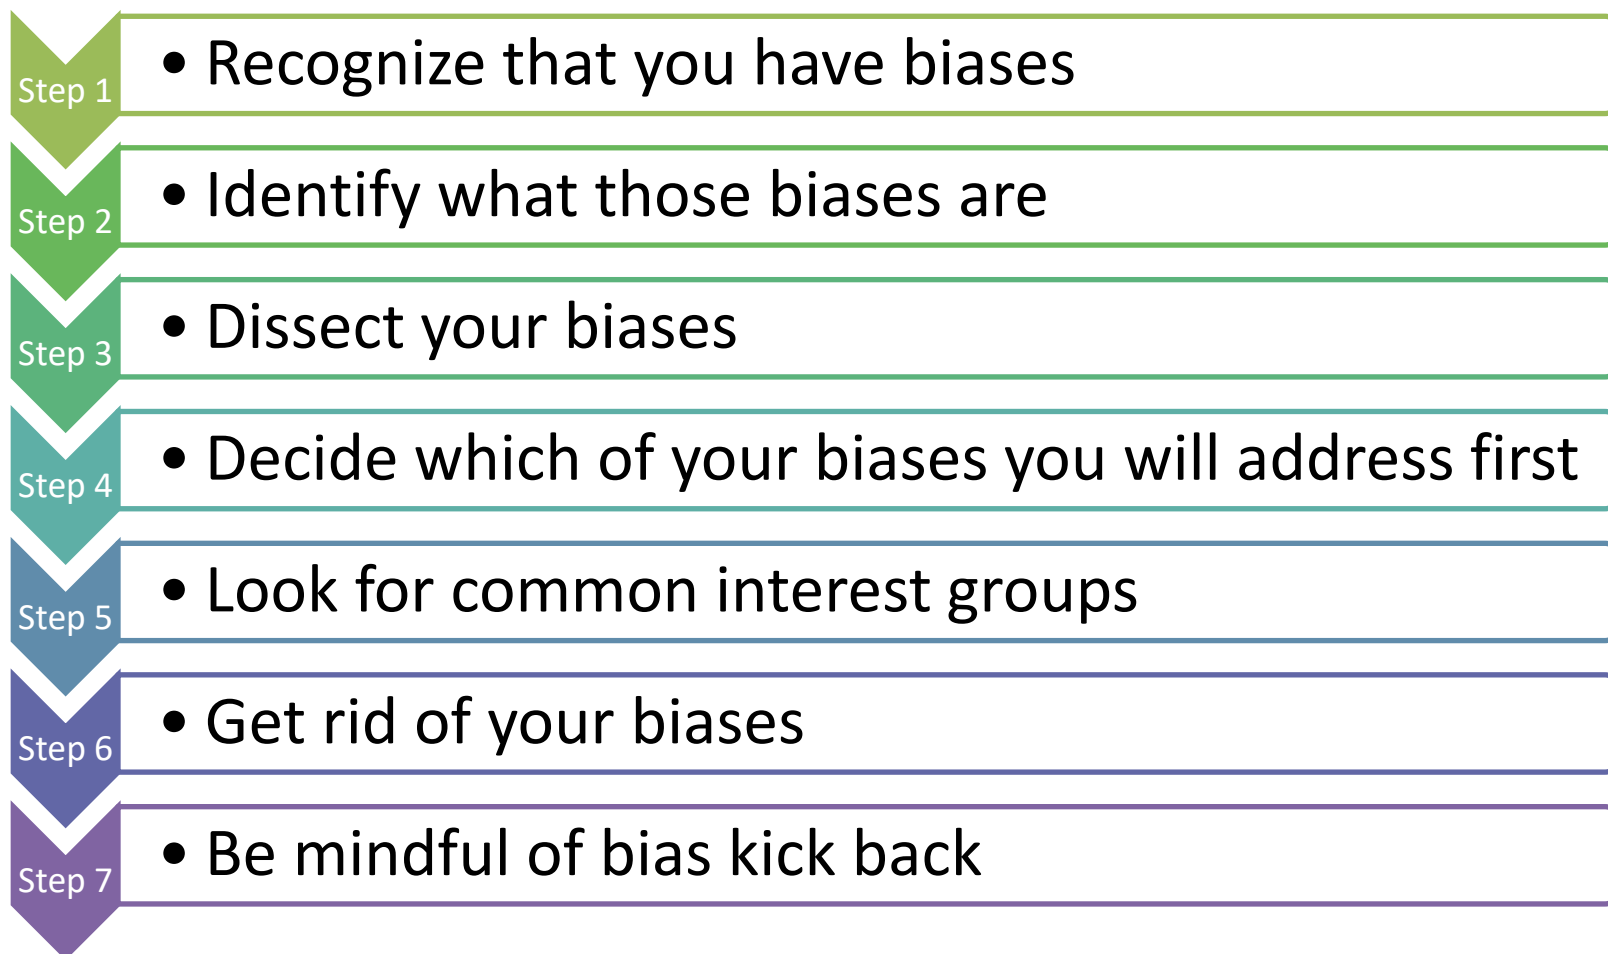 Step 1
• Recognize that you have biases
Step 2
• Identify what those biases are
Step 3
• Dissect your biases
Step 4
• Decide which of your biases you will address first
Step 5
• Look for common interest groups
Step 6
• Get rid of your biases
Step 7
• Be mindful of bias kick back